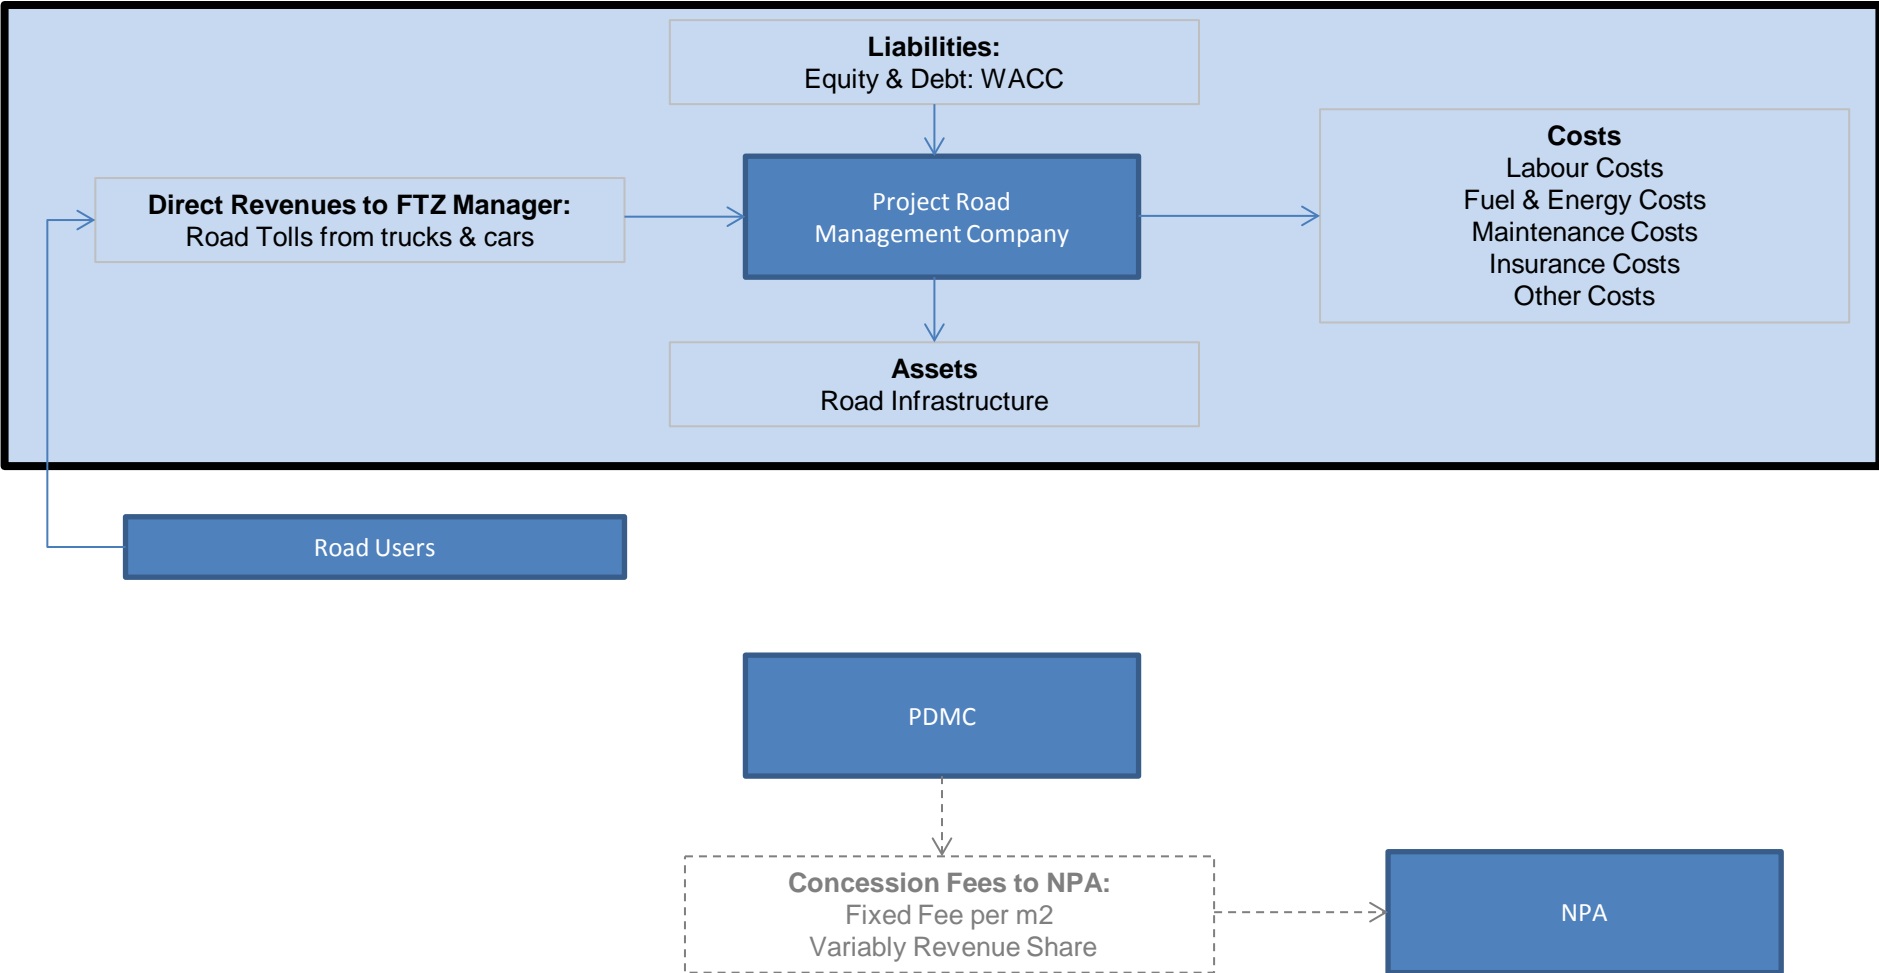 Liabilities:
Equity & Debt: WACC
Direct Revenues to FTZ Manager:
Road Tolls from trucks & cars
Project Road
Management Company
Costs
Labour Costs
Fuel & Energy Costs
Maintenance Costs
Insurance Costs
Other Costs
Assets
Road Infrastructure
Road Users
PDMC
Concession Fees to NPA:
Fixed Fee per m2
Variably Revenue Share
NPA